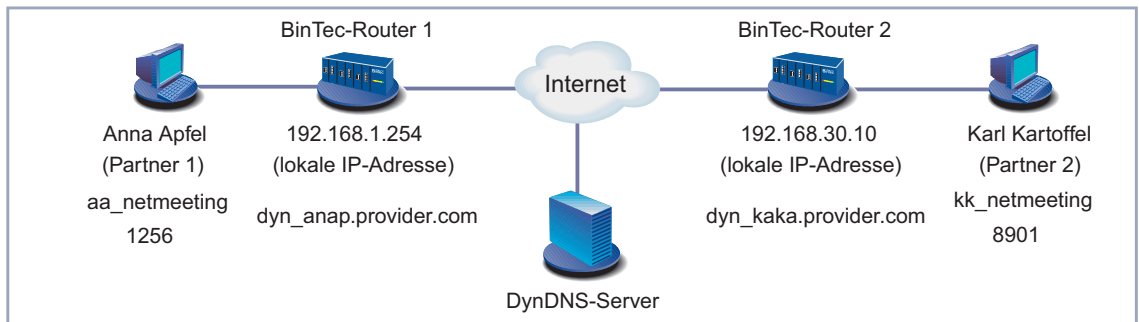 BinTec-Router 1
BinTec-Router 2
Internet
Anna Apfel
(Partner 1)
aa_netmeeting
1256
192.168.1.254
(lokale IP-Adresse)
dyn_anap.provider.com
192.168.30.10
(lokale IP-Adresse)
dyn_kaka.provider.com
Karl Kartoffel
(Partner 2)
kk_netmeeting
8901
DynDNS-Server